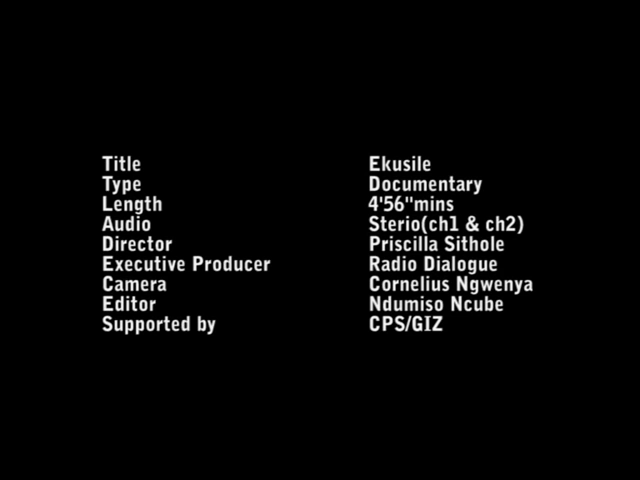 Title Ekusile
Type Documentary
Length 4'56"mins
Audio Sterio(ch1 & ch2)
Director Priscilla Sithole
Executive Producer Radio Dialogue
Camera Cornelius Ngwenya
Editor Ndumiso Ncube
Supported by CPS/GIZ